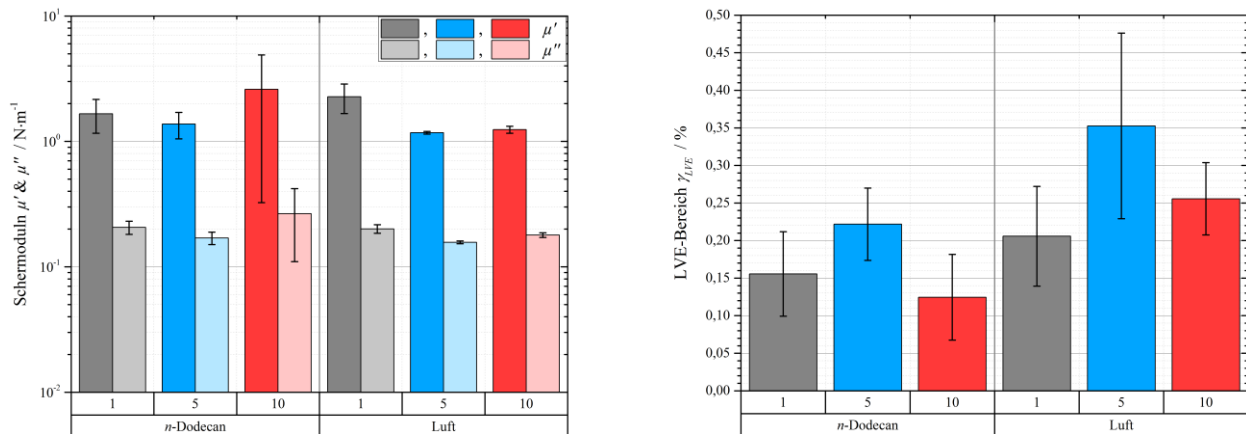 Schermoduln μ′ & μ″ / N·m⁻¹
10¹
10⁰
10⁻¹
10⁻²
, , μ′
, , μ″
1 5 10 1 5 10
n-Dodecan Luft
LVE-Bereich γLVE / %
0,50
0,45
0,40
0,35
0,30
0,25
0,20
0,15
0,10
0,05
0,00
1 5 10 1 5 10
n-Dodecan Luft